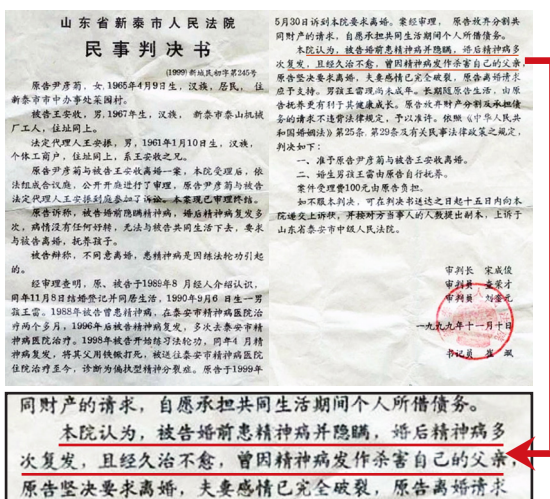 山东省新泰市人民法院
民事判决书
(1999)新城民初字第245号
原告尹彦菊，女，1965年4月9日生，汉族，居民，住
新泰市市中办事处菜园村。
被告王安收，男，1967年生，汉族，新泰市泰山机械
厂工人，住址同上。
法定代理人王安振，男，1961年1月10日生，汉族，
个体工商户，住址同上，系王安收之兄。
原告尹彦菊与被告王安收离婚一案，本院受理后，依
法组成合议庭，公开开庭进行了审理，原告尹彦菊与被告
法定代理人王安振到庭参加了诉讼。本案现已审理终结。
原告诉称，被告婚前隐瞒精神病，婚后精神病复发多
次，病情没有任何好转，无法与被告共同生活下去，要求
与被告离婚，抚养孩子。
被告辩称，不同意离婚，患精神病是因练法轮功引起
的。
经审理查明，原、被告于1989年8月经人介绍认识，
同年11月8日结婚登记并同居生活，1990年9月6日生一男
孩王雷。1988年被告曾患精神病，在泰安市精神病医院治
疗两个多月，1996年后被告精神病复发，多次去泰安市精
神病医院治疗。1998年被告开始练习法轮功，同年4月精
神病复发，将其父用铁锨打死，被送往泰安市精神病医院
住院治疗至今，诊断为偏执型精神分裂症。原告于1999年
5月30日诉到本院要求离婚。案经审理，原告放弃分割共
同财产的请求，自愿承担共同生活期间个人所借债务。
本院认为，被告婚前患精神病并隐瞒，婚后精神病多
次复发，且经久治不愈，曾因精神病发作杀害自己的父亲，
原告坚决要求离婚，夫妻感情已完全破裂，原告离婚请求
应予支持。男孩王雷现尚未成年。长期随原告生活，由原
告抚养更有利于其健康成长。原告放弃财产分割及承担债
务的请求不违背法律规定，予以准许。依照《中华人民共
和国婚姻法》第25条、第29条及有关民事法律政策之规定，
判决如下：
一、准予原告尹彦菊与被告王安收离婚。
二、婚生男孩王雷由原告自行抚养。
案件受理费100元由原告负担。
如不服本判决，可在判决书送达之日起十五日内向本
院递交上诉状，并按对方当事人的人数提出副本，上诉于
山东省泰安市中级人民法院。
审判长 宋成俊
审判员 童荣才
审判员
一九九九年十一月十日
书记员
同财产的请求，自愿承担共同生活期间个人所借债务。
本院认为，被告婚前患精神病并隐瞒，婚后精神病多
次复发，且经久治不愈，曾因精神病发作杀害自己的父亲，
原告坚决要求离婚，夫妻感情已完全破裂，原告离婚请求